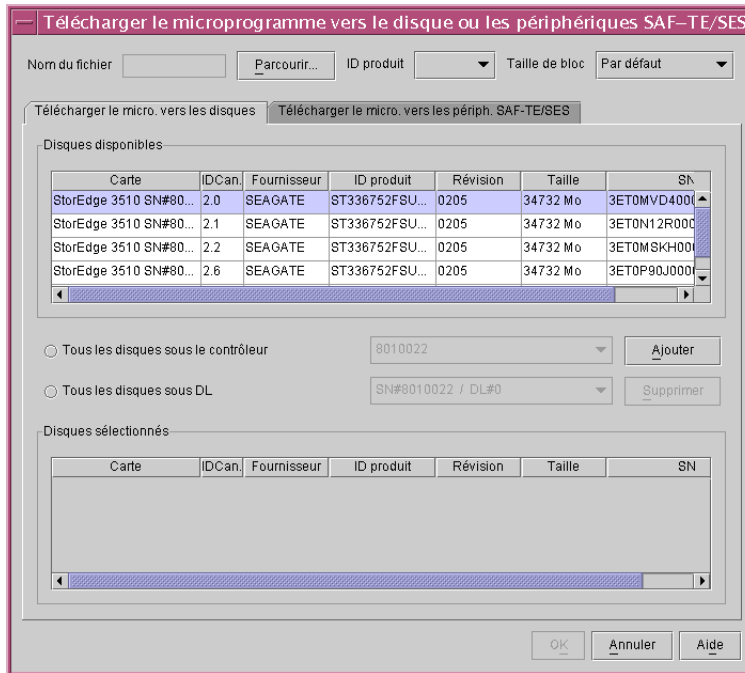 Télécharger le microprogramme vers le disque ou les périphériques SAF-TE/SES
Nom du fichier Parcourir... ID produit Taille de bloc Par défaut
Télécharger le micro. vers les disques Télécharger le micro. vers les périph. SAF-TE/SES
Disques disponibles
Carte IDCan. Fournisseur ID produit Révision Taille SN
StorEdge 3510 SN#80... 2.0 SEAGATE ST336752FSU... 0205 34732 Mo 3ET0MVD400
StorEdge 3510 SN#80... 2.1 SEAGATE ST336752FSU... 0205 34732 Mo 3ET0N12R000
StorEdge 3510 SN#80... 2.2 SEAGATE ST336752FSU... 0205 34732 Mo 3ET0MSKH00
StorEdge 3510 SN#80... 2.6 SEAGATE ST336752FSU... 0205 34732 Mo 3ET0P90J000
Tous les disques sous le contrôleur 8010022 Ajouter
Tous les disques sous DL SN#8010022 / DL#0 Supprimer
Disques sélectionnés
Carte IDCan. Fournisseur ID produit Révision Taille SN
OK Annuler Aide